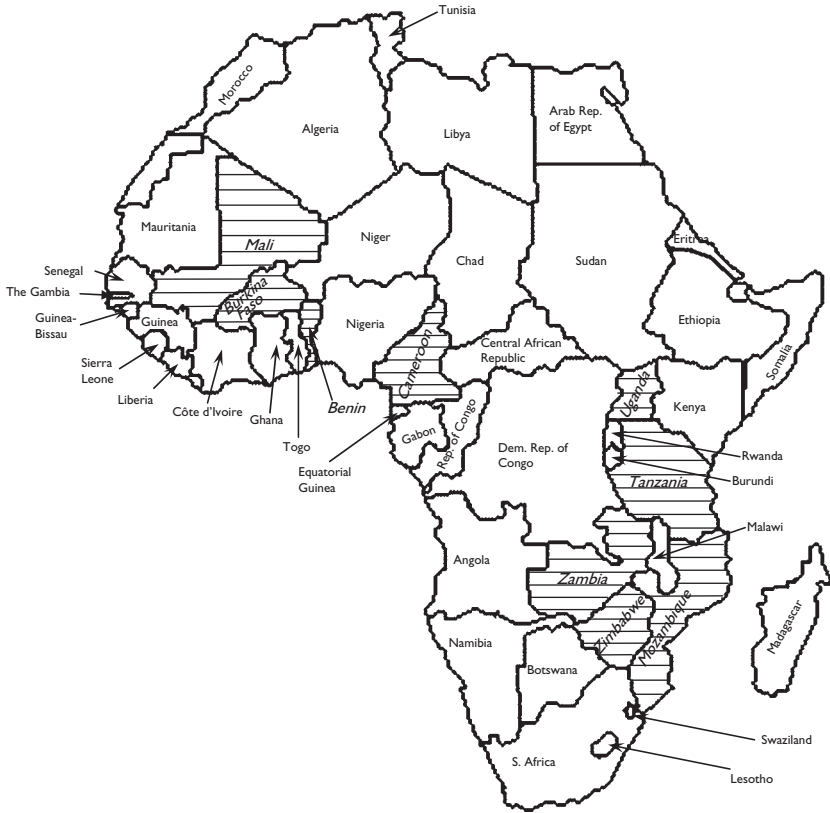 Tunisia
Morocco
Algeria
Libya
Arab Rep.
of Egypt
Mauritania
Mali
Niger
Chad
Sudan
Eritrea
Senegal
The Gambia
Guinea-
Bissau
Guinea
Burkina
Faso
Nigeria
Ethiopia
Somalia
Sierra
Leone
Liberia
Côte d'Ivoire
Ghana
Togo
Benin
Cameroon
Central African
Republic
Equatorial
Guinea
Gabon
Rep. of Congo
Dem. Rep. of
Congo
Uganda
Kenya
Rwanda
Burundi
Tanzania
Malawi
Angola
Zambia
Zimbabwe
Mozambique
Madagascar
Namibia
Botswana
Swaziland
S. Africa
Lesotho